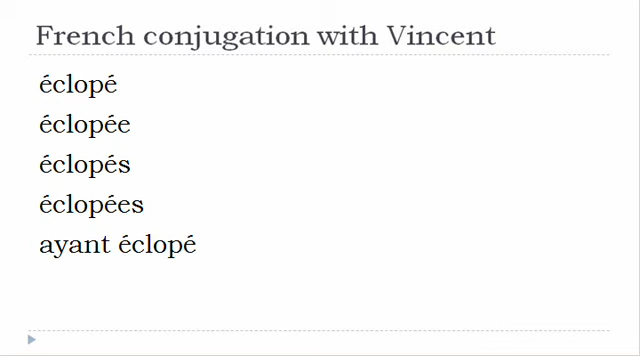 French conjugation with Vincent
éclopé
éclopée
éclopés
éclopées
ayant éclopé